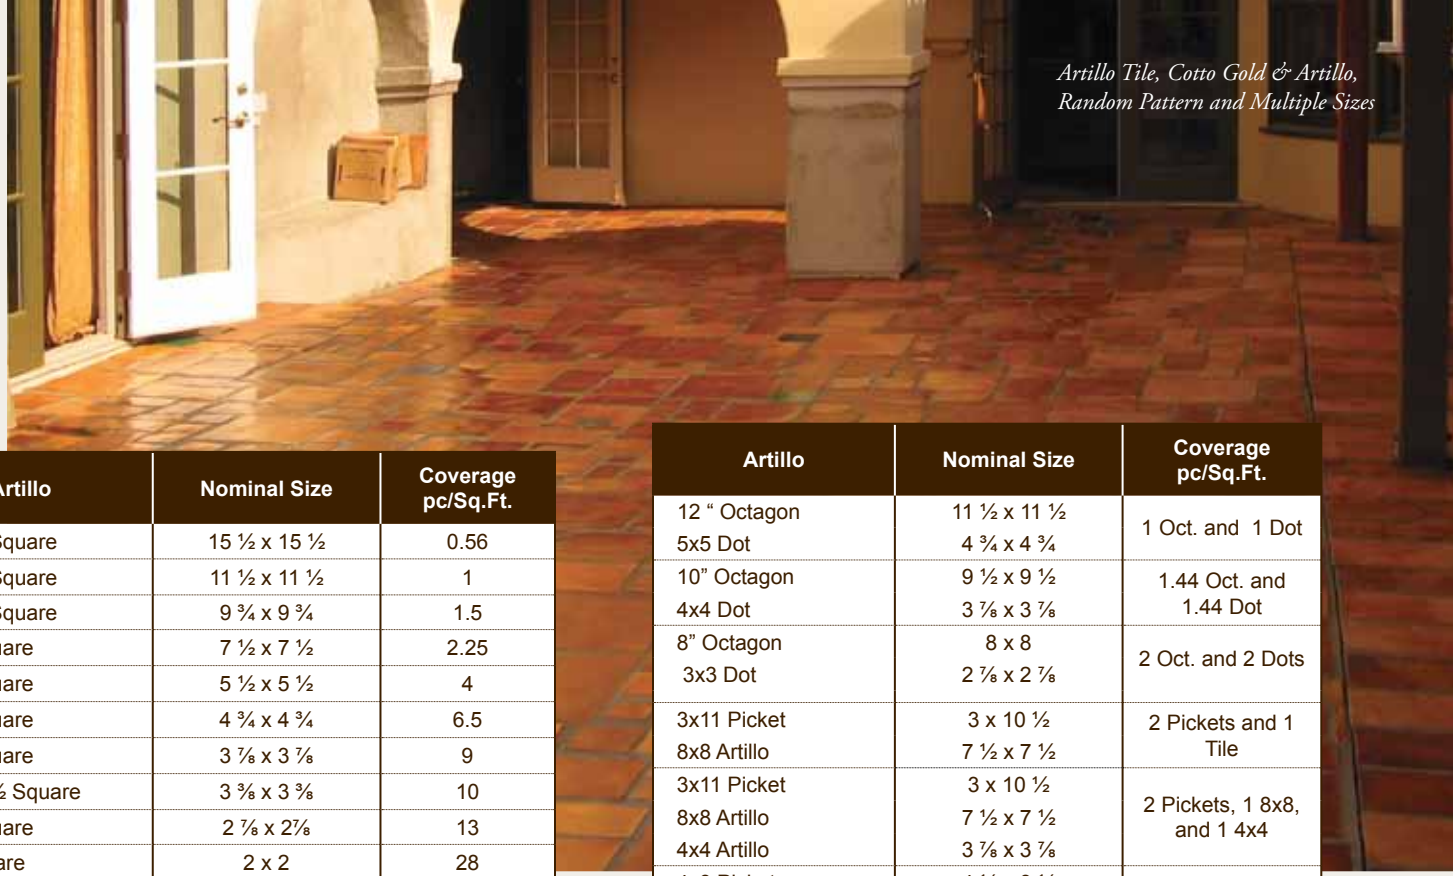 Artillo Tile, Cotto Gold & Artillo,
Random Pattern and Multiple Sizes
Artillo Nominal Size Coverage
pc/Sq.Ft.
Square 15 ½ x 15 ½ 0.56
Square 11 ½ x 11 ½ 1
Square 9 ¾ x 9 ¾ 1.5
uare 7 ½ x 7 ½ 2.25
uare 5 ½ x 5 ½ 4
uare 4 ¾ x 4 ¾ 6.5
uare 3 ⅞ x 3 ⅞ 9
½ Square 3 ⅜ x 3 ⅜ 10
uare 2 ⅞ x 2⅞ 13
are 2 x 2 28
Artillo Nominal Size Coverage
pc/Sq.Ft.
12 “ Octagon 11 ½ x 11 ½
1 Oct. and 1 Dot
5x5 Dot 4 ¾ x 4 ¾
10” Octagon 9 ½ x 9 ½ 1.44 Oct. and
4x4 Dot 3 ⅞ x 3 ⅞ 1.44 Dot
8” Octagon 8 x 8
2 Oct. and 2 Dots
3x3 Dot 2 ⅞ x 2 ⅞
3x11 Picket 3 x 10 ½ 2 Pickets and 1
8x8 Artillo 7 ½ x 7 ½ Tile
3x11 Picket 3 x 10 ½
8x8 Artillo 7 ½ x 7 ½ 2 Pickets, 1 8x8,
and 1 4x4
4x4 Artillo 3 ⅞ x 3 ⅞